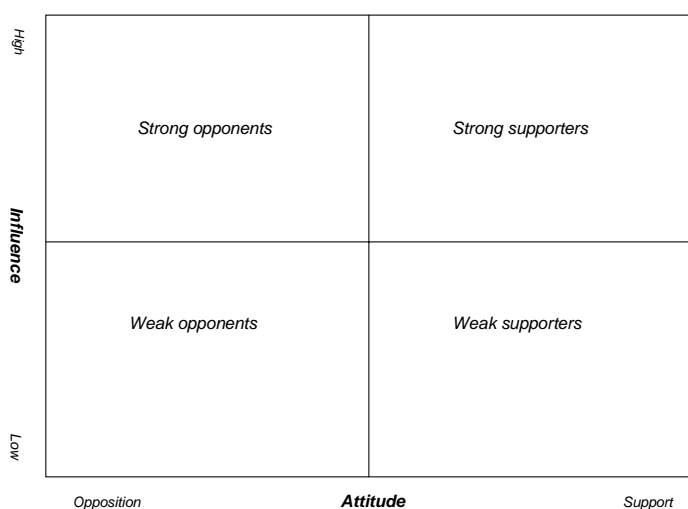 High
Strong opponents
Strong supporters
Influence
Weak opponents
Weak supporters
Low
Opposition
Attitude
Support